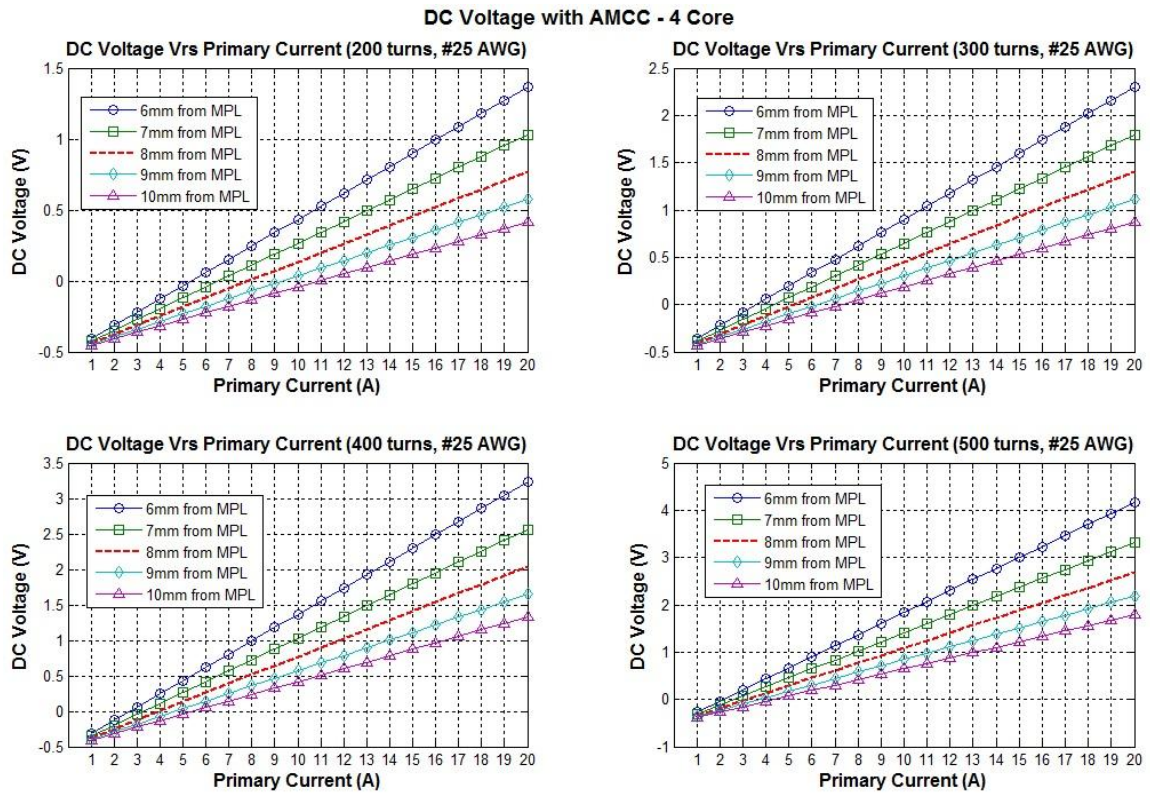 DC Voltage with AMCC - 4 Core
DC Voltage Vrs Primary Current (200 turns, #25 AWG)
1.5
1
0.5
0
-0.5
DC Voltage (V)
6mm from MPL
7mm from MPL
8mm from MPL
9mm from MPL
10mm from MPL
1 2 3 4 5 6 7 8 9 10 11 12 13 14 15 16 17 18 19 20
Primary Current (A)
DC Voltage Vrs Primary Current (300 turns, #25 AWG)
2.5
2
1.5
1
0.5
0
-0.5
DC Voltage (V)
6mm from MPL
7mm from MPL
8mm from MPL
9mm from MPL
10mm from MPL
1 2 3 4 5 6 7 8 9 10 11 12 13 14 15 16 17 18 19 20
Primary Current (A)
DC Voltage Vrs Primary Current (400 turns, #25 AWG)
3.5
3
2.5
2
1.5
1
0.5
0
-0.5
DC Voltage (V)
6mm from MPL
7mm from MPL
8mm from MPL
9mm from MPL
10mm from MPL
1 2 3 4 5 6 7 8 9 10 11 12 13 14 15 16 17 18 19 20
Primary Current (A)
DC Voltage Vrs Primary Current (500 turns, #25 AWG)
5
4
3
2
1
0
-1
DC Voltage (V)
6mm from MPL
7mm from MPL
8mm from MPL
9mm from MPL
10mm from MPL
1 2 3 4 5 6 7 8 9 10 11 12 13 14 15 16 17 18 19 20
Primary Current (A)